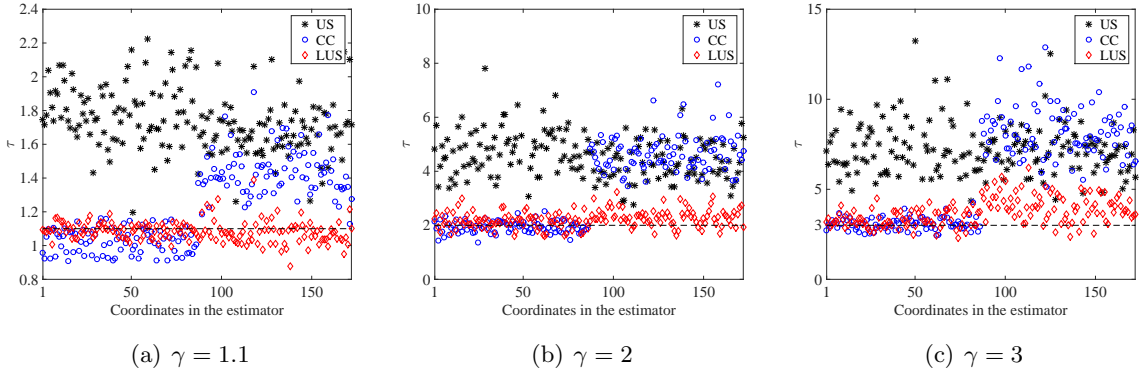 2.4
2.2
2
1.8
1.6
1.4
1.2
1
0.8
τ
1
50
100
150
Coordinates in the estimator
US
CC
LUS
(a) γ = 1.1
10
8
6
4
2
0
τ
1
50
100
150
Coordinates in the estimator
US
CC
LUS
(b) γ = 2
15
10
5
3
0
τ
1
50
100
150
Coordinates in the estimator
US
CC
LUS
(c) γ = 3